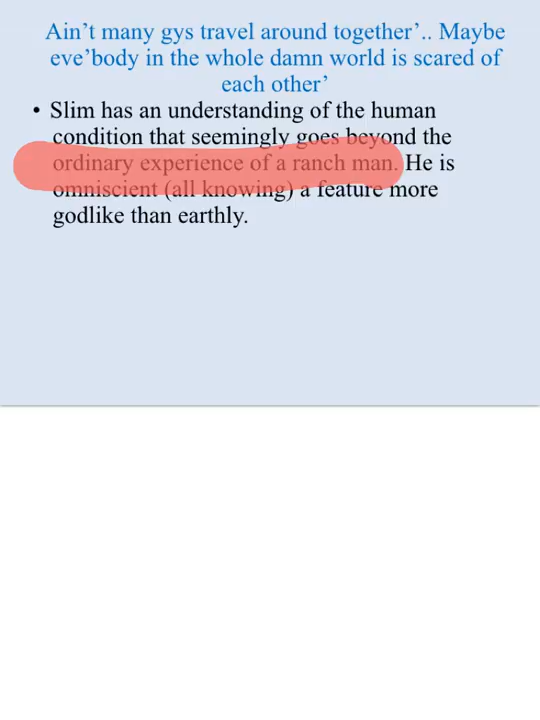 Ain’t many gys travel around together’.. Maybe
eve’body in the whole damn world is scared of
each other’
• Slim has an understanding of the human
condition that seemingly goes beyond the
ordinary experience of a ranch man. He is
omniscient (all knowing) a feature more
godlike than earthly.